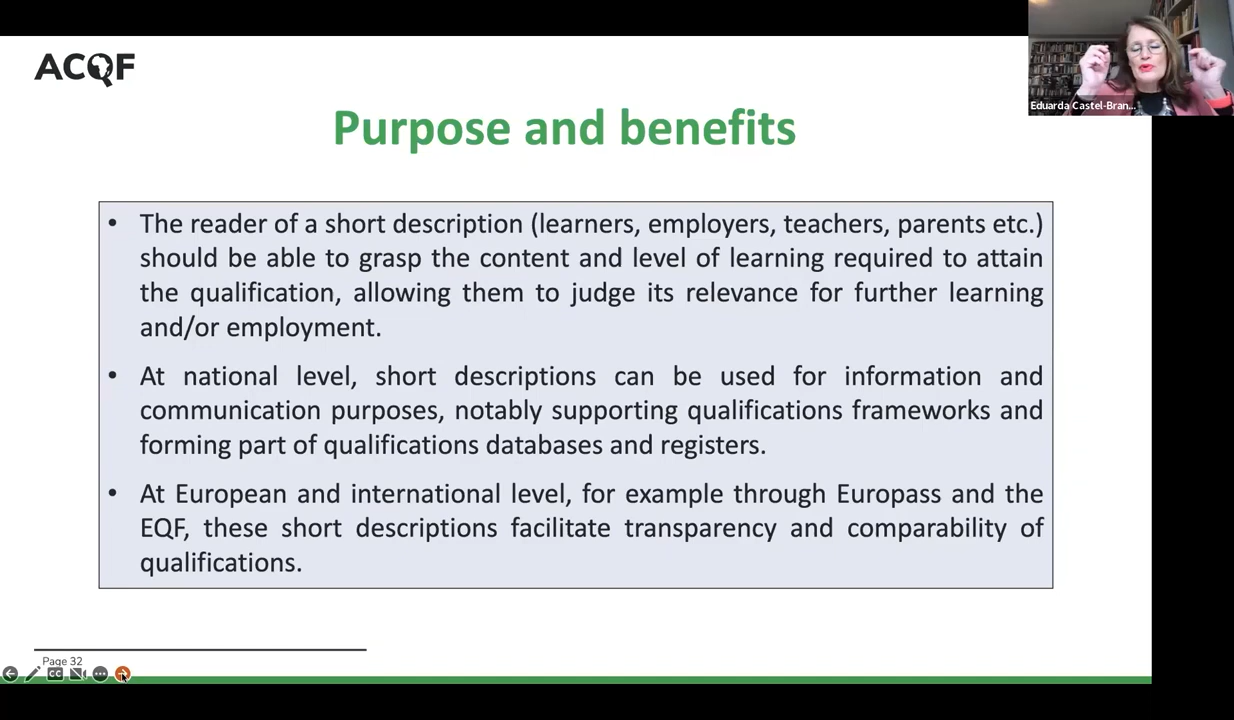 ACQF
Eduarda Castel-Bran...
Purpose and benefits
• The reader of a short description (learners, employers, teachers, parents etc.)
should be able to grasp the content and level of learning required to attain
the qualification, allowing them to judge its relevance for further learning
and/or employment.
• At national level, short descriptions can be used for information and
communication purposes, notably supporting qualifications frameworks and
forming part of qualifications databases and registers.
• At European and international level, for example through Europass and the
EQF, these short descriptions facilitate transparency and comparability of
qualifications.
Page 32
CC